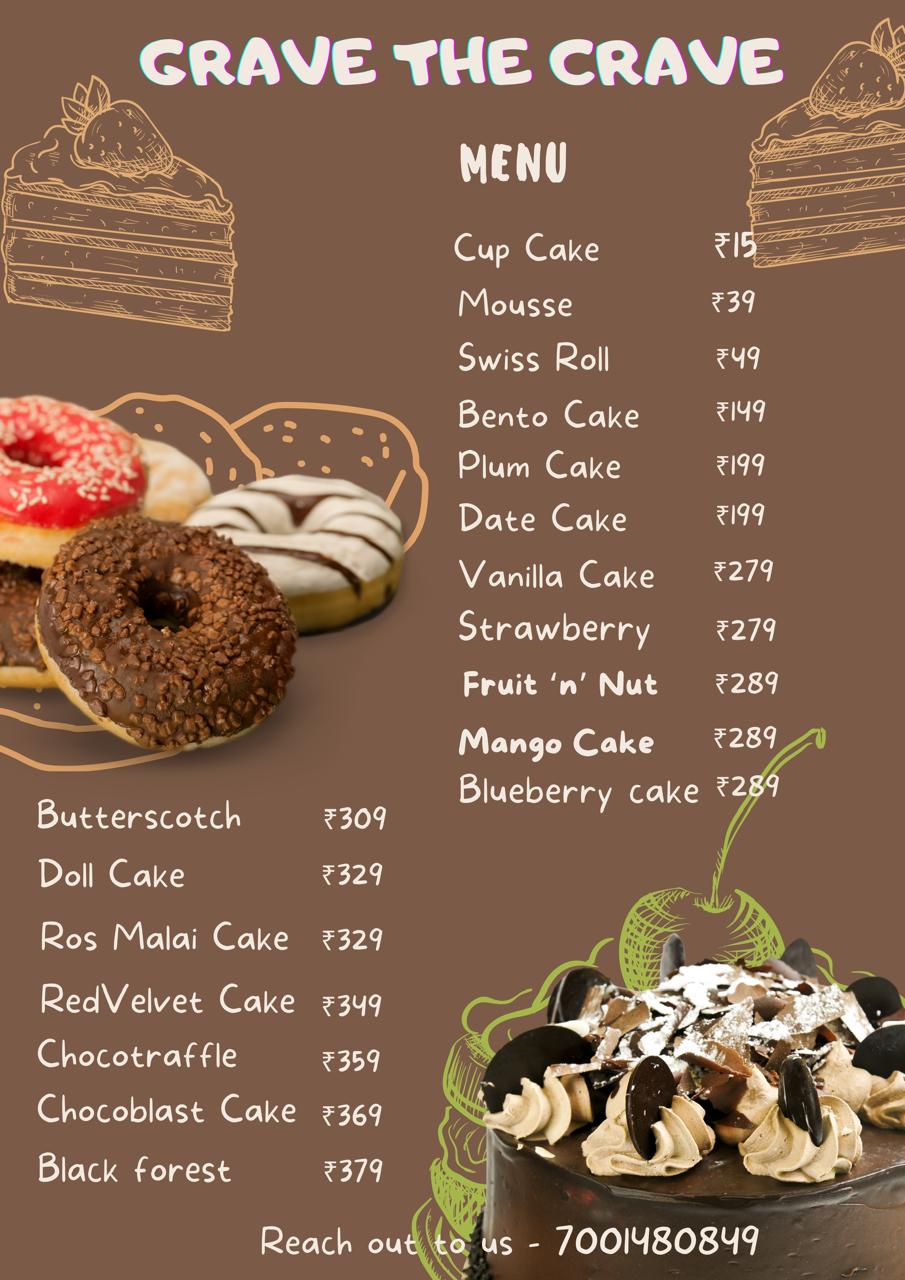 GRAVE THE CRAVE
MENU
Cup Cake ₹15
Mousse ₹39
Swiss Roll ₹49
Bento Cake ₹149
Plum Cake ₹199
Date Cake ₹199
Vanilla Cake ₹279
Strawberry ₹279
Fruit ‘n’ Nut ₹289
Mango Cake ₹289
Blueberry cake ₹289
Butterscotch ₹309
Doll Cake ₹329
Ros Malai Cake ₹329
RedVelvet Cake ₹349
Chocotraffle ₹359
Chocoblast Cake ₹369
Black forest ₹379
Reach out to us - 7001480849